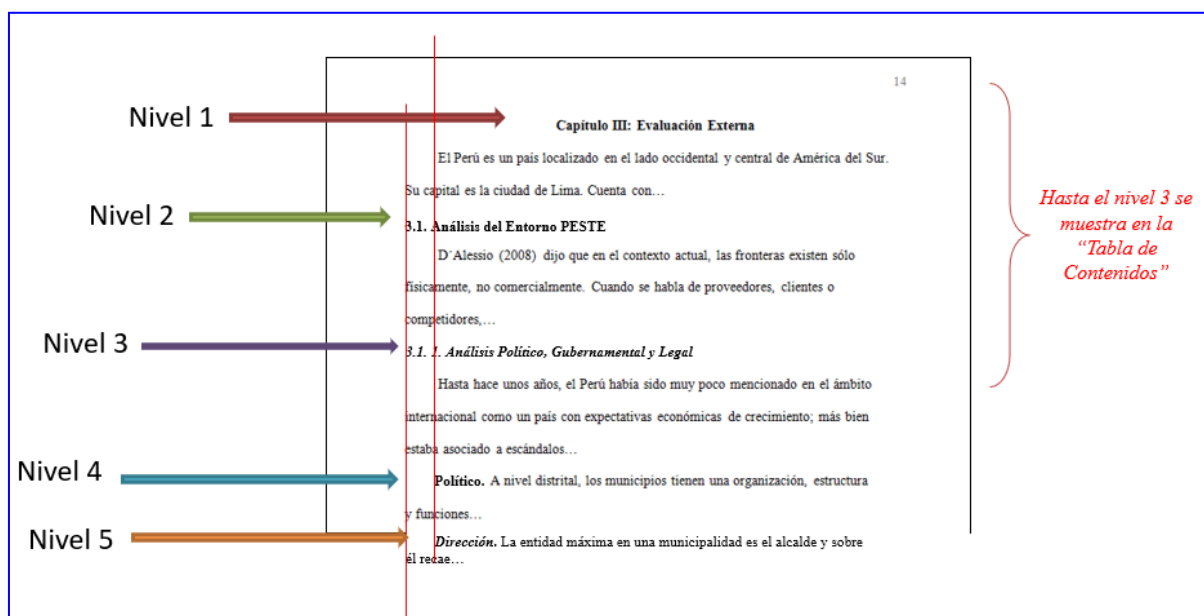 14
Nivel 1
Capítulo III: Evaluación Externa
El Perú es un país localizado en el lado occidental y central de América del Sur.
Su capital es la ciudad de Lima. Cuenta con…
Nivel 2
3.1. Análisis del Entorno PESTE
D´Alessio (2008) dijo que en el contexto actual, las fronteras existen sólo
físicamente, no comercialmente. Cuando se habla de proveedores, clientes o
competidores,…
Nivel 3
3.1. 1. Análisis Político, Gubernamental y Legal
Hasta hace unos años, el Perú había sido muy poco mencionado en el ámbito
internacional como un país con expectativas económicas de crecimiento; más bien
estaba asociado a escándalos…
Nivel 4
Político. A nivel distrital, los municipios tienen una organización, estructura
y funciones…
Nivel 5
Dirección. La entidad máxima en una municipalidad es el alcalde y sobre
él recae…
Hasta el nivel 3 se
muestra en la
“Tabla de
Contenidos”